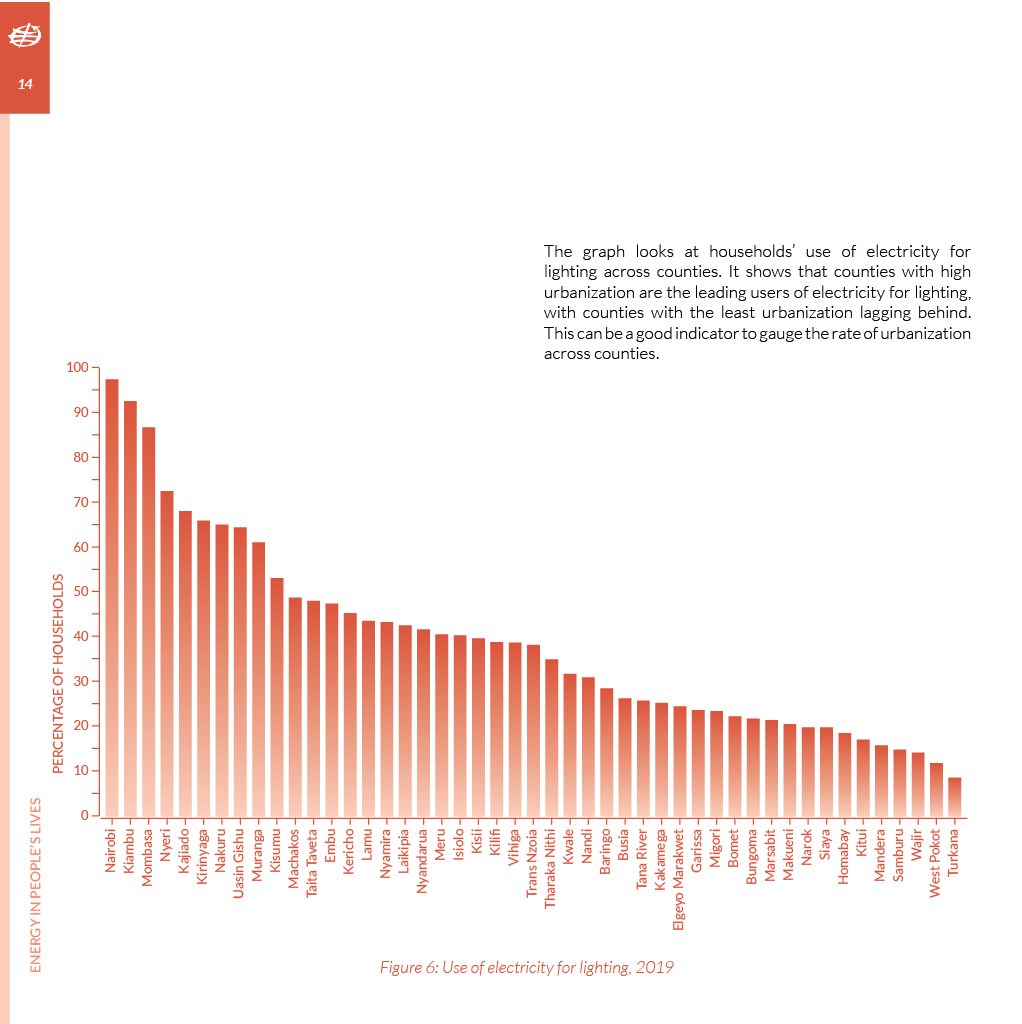 14
The graph looks at households’ use of electricity for
lighting across counties. It shows that counties with high
urbanization are the leading users of electricity for lighting,
with counties with the least urbanization lagging behind.
This can be a good indicator to gauge the rate of urbanization
across counties.
100
90
80
70
60
50
40
30
20
10
0
PERCENTAGE OF HOUSEHOLDS
Nairobi
KIambu
Mombasa
Nyeri
Kajiado
Kirinyaga
Nakuru
Uasin Gishu
Muranga
Kisumu
Machakos
Taita Taveta
Embu
Kericho
Lamu
Nyamira
Laikipia
Nyandarua
Meru
Isiolo
Kisii
Kilifi
Vihiga
Trans Nzoia
Tharaka Nithi
Kwale
Nandi
Baringo
Busia
Tana River
Kakamega
Elgeyo Marakwet
Garissa
Migori
Bomet
Bungoma
Marsabit
Makueni
Narok
Siaya
Homabay
Kitui
Mandera
Samburu
Wajir
West Pokot
Turkana
Figure 6: Use of electricity for lighting, 2019
ENERGY IN PEOPLE’S LIVES